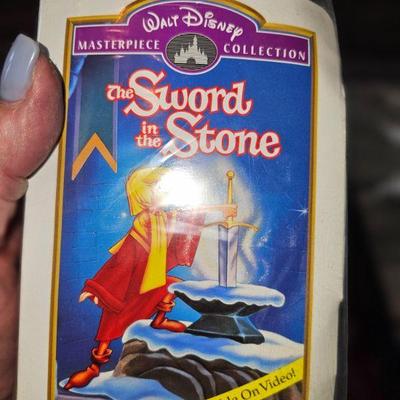 WALT DISNEY
MASTERPIECE COLLECTION
The Sword
in the
Stone
On Video!